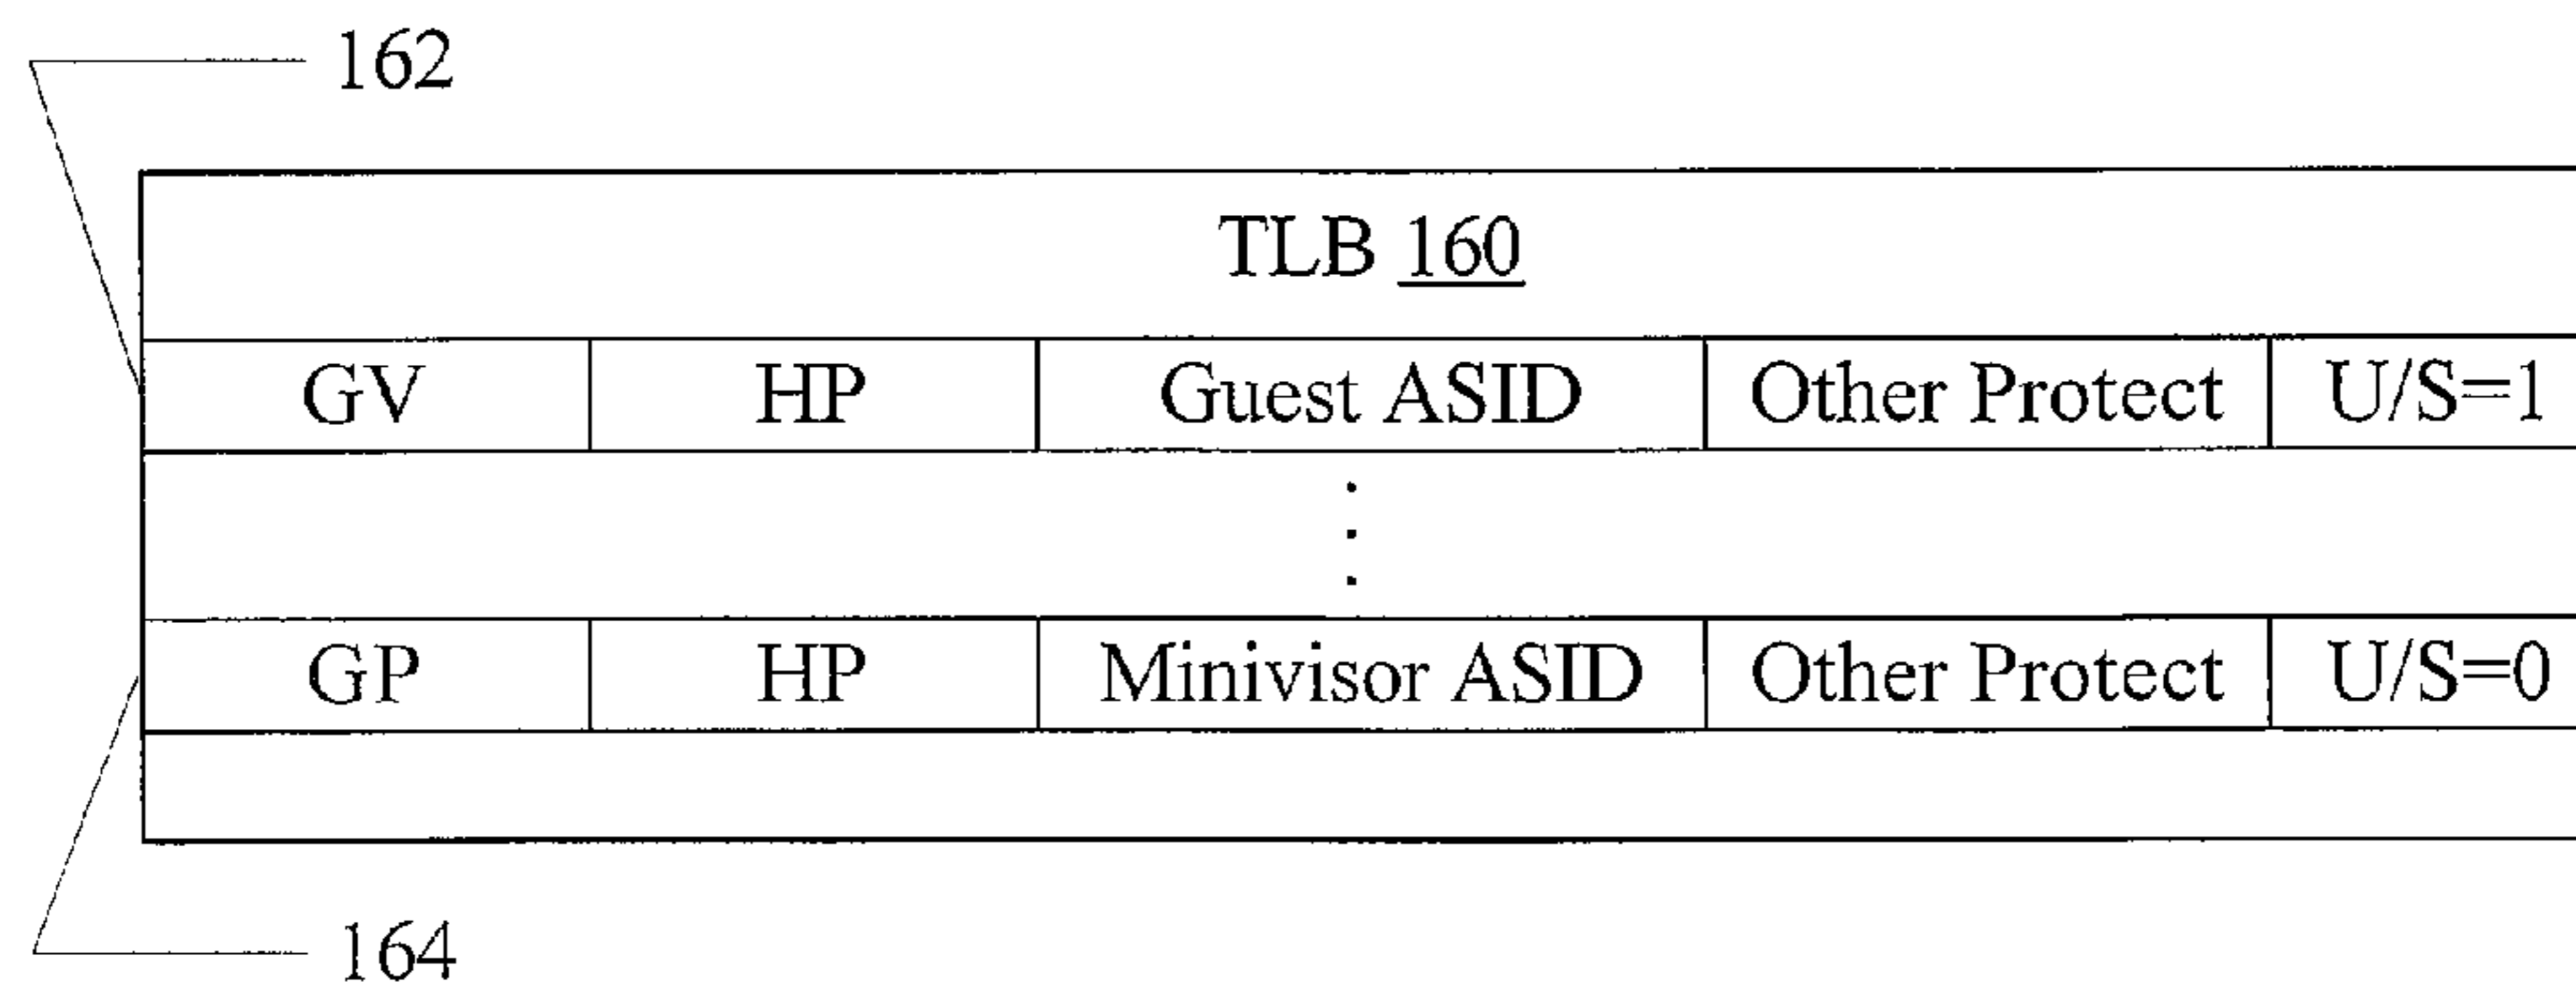 162
TLB 160
GV HP Guest ASID Other Protect U/S=1
GP HP Minivisor ASID Other Protect U/S=0
164